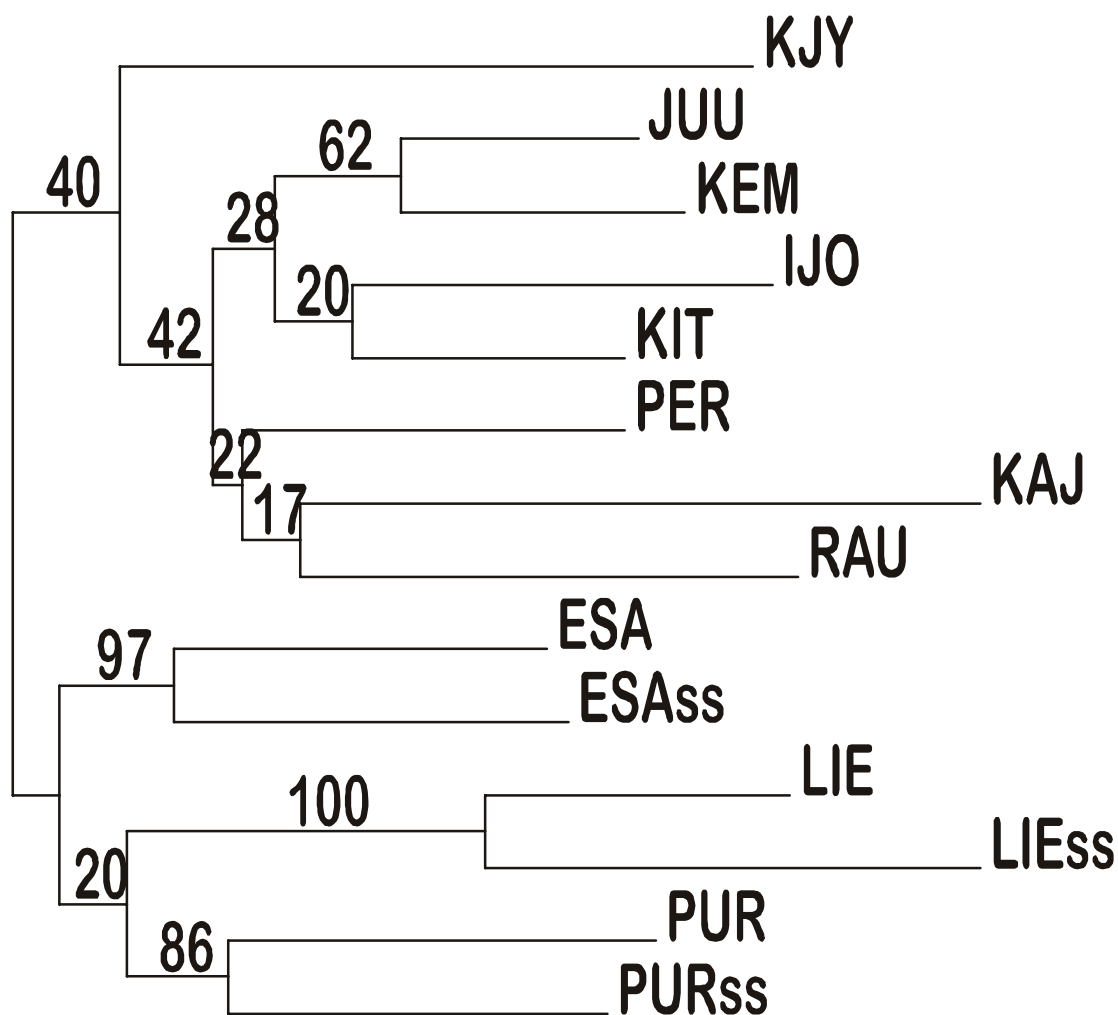 KJY
JUU
62
40
KEM
28
IJO
20
42
KIT
PER
22
KAJ
17
RAU
ESA
97
ESAss
LIE
100
LIEss
20
PUR
86
PURss